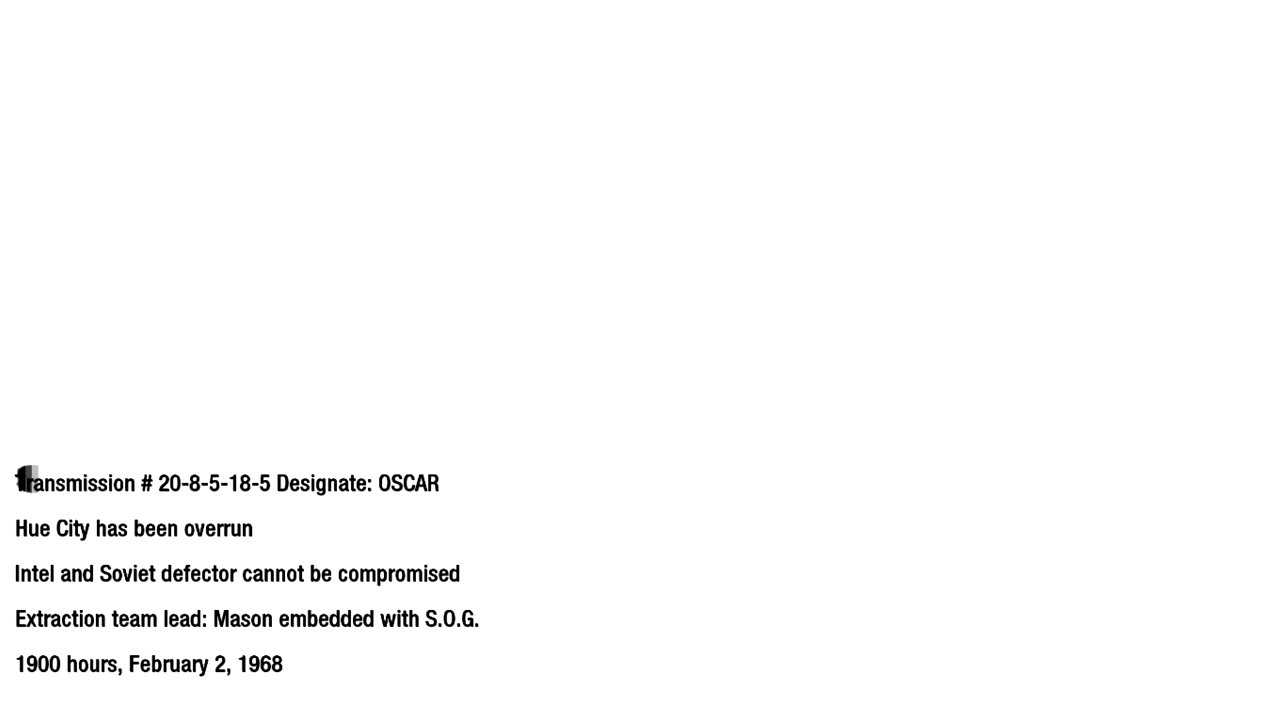 Transmission # 20-8-5-18-5 Designate: OSCAR
Hue City has been overrun
Intel and Soviet defector cannot be compromised
Extraction team lead: Mason embedded with S.O.G.
1900 hours, February 2, 1968